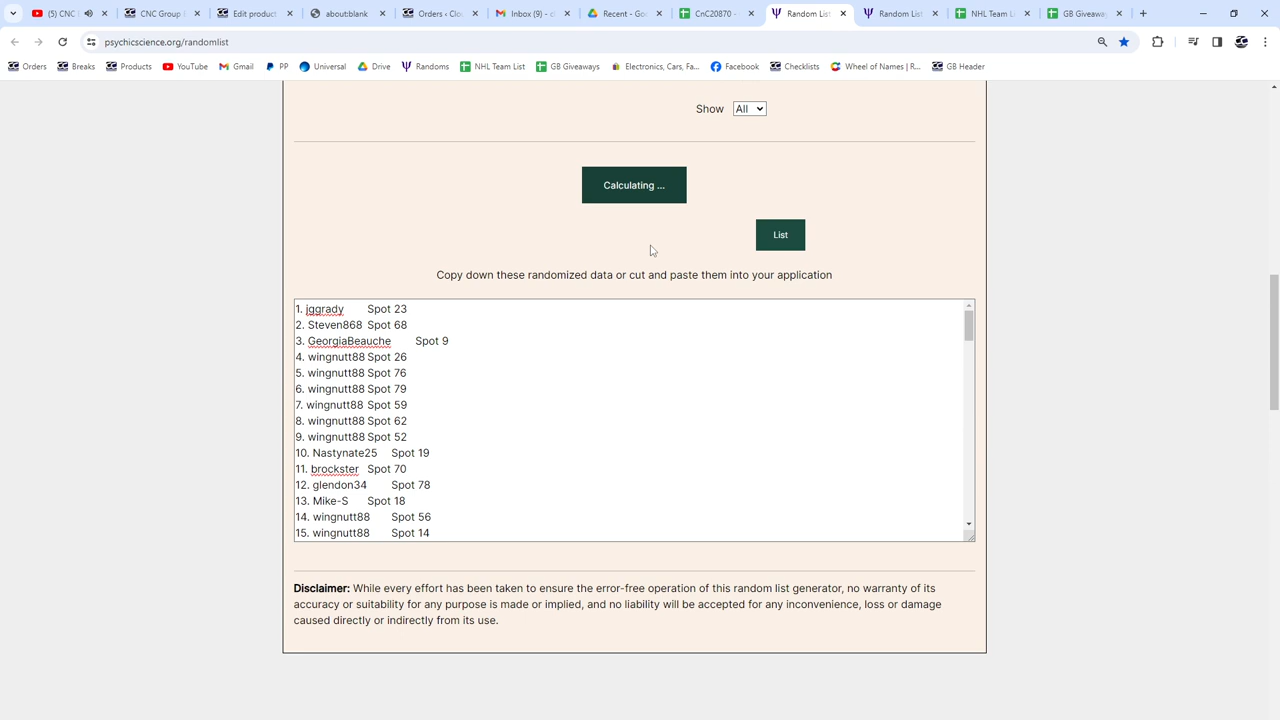 (5) CNC
CNC Group
Edit product
about:blank
Orders ‹ Clo
Inbox (9) - c
Recent - Goo
CnC20870
Random List
Random List
NHL Team Li
GB Giveaway
psychicscience.org/randomlist
Orders
Breaks
Products
YouTube
Gmail
PP
Universal
Drive
Randoms
NHL Team List
GB Giveaways
Electronics, Cars, Fa...
Facebook
Checklists
Wheel of Names | R...
GB Header
Show All
Calculating ...
List
Copy down these randomized data or cut and paste them into your application
1. jggrady Spot 23
2. Steven868 Spot 68
3. GeorgiaBeauche Spot 9
4. wingnutt88 Spot 26
5. wingnutt88 Spot 76
6. wingnutt88 Spot 79
7. wingnutt88 Spot 59
8. wingnutt88 Spot 62
9. wingnutt88 Spot 52
10. Nastynate25 Spot 19
11. brockster Spot 70
12. glendon34 Spot 78
13. Mike-S Spot 18
14. wingnutt88 Spot 56
15. wingnutt88 Spot 14
Disclaimer: While every effort has been taken to ensure the error-free operation of this random list generator, no warranty of its
accuracy or suitability for any purpose is made or implied, and no liability will be accepted for any inconvenience, loss or damage
caused directly or indirectly from its use.